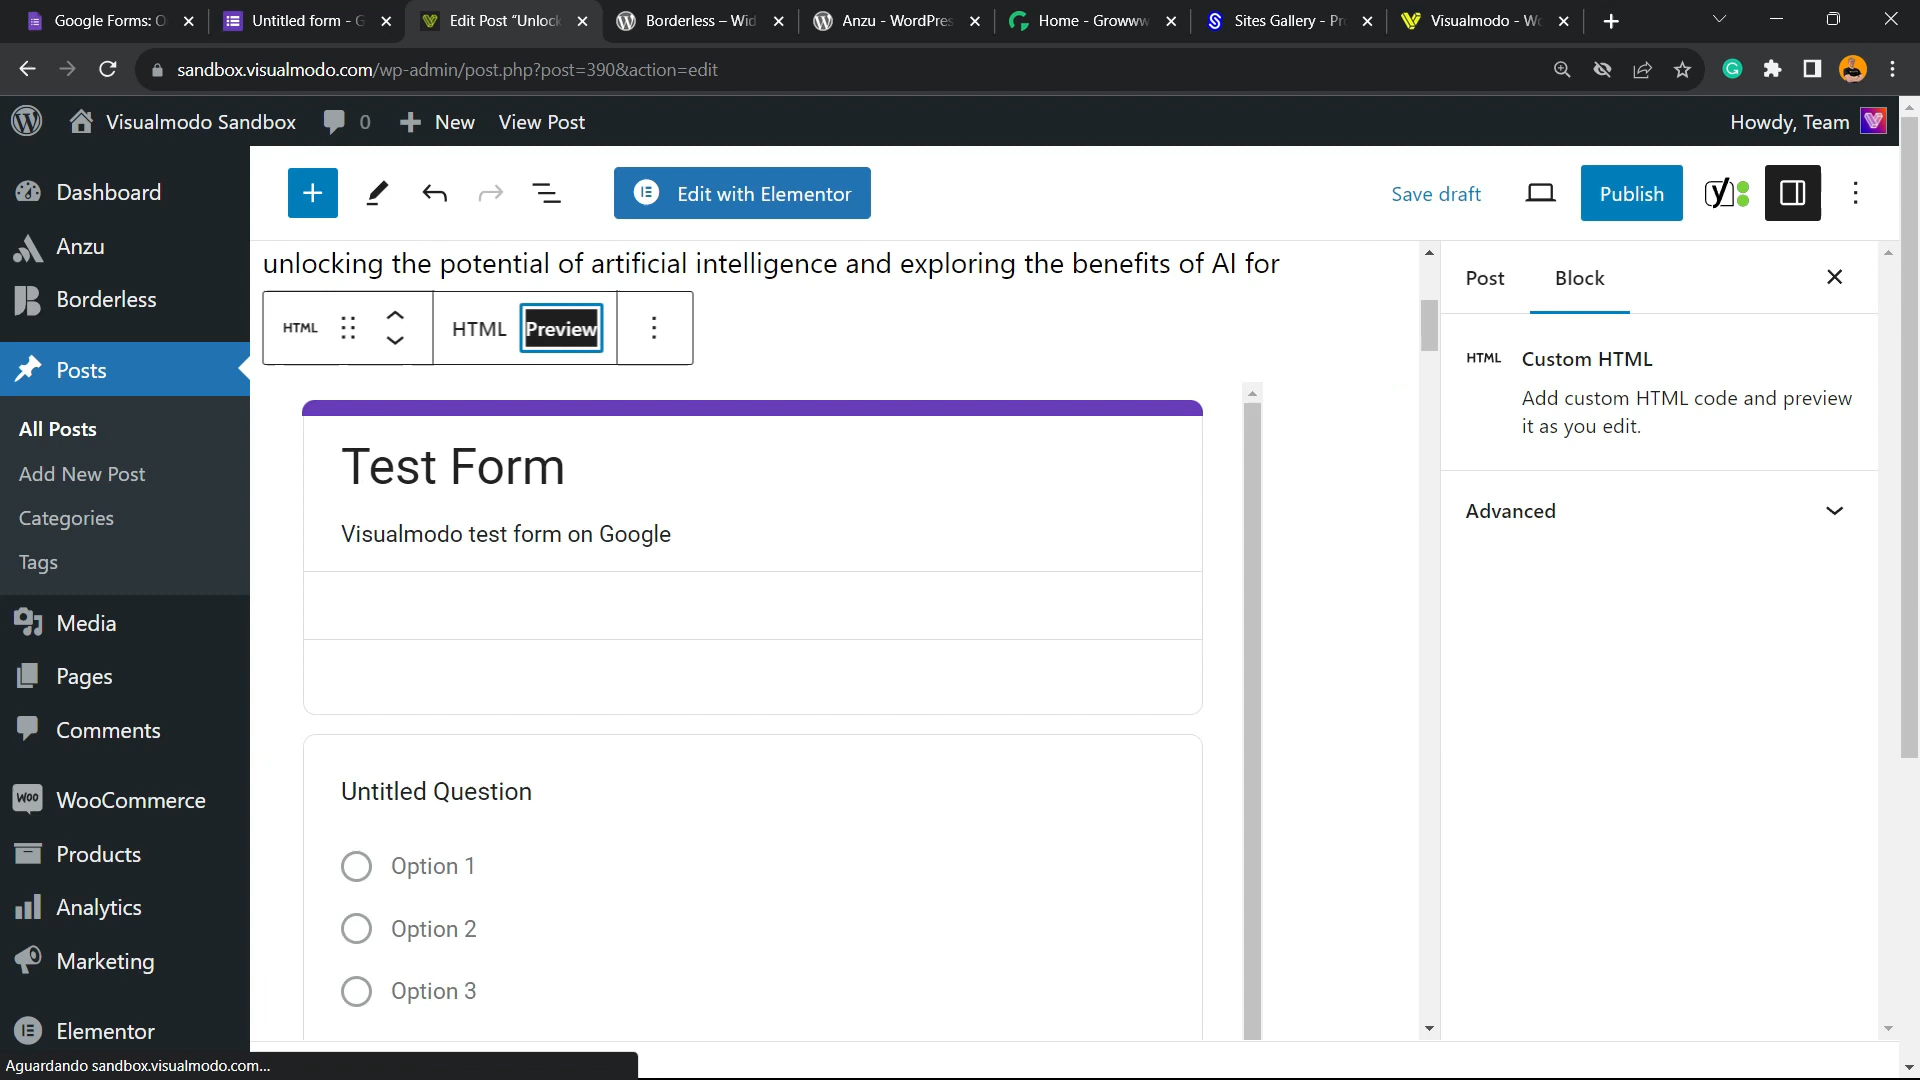 Google Forms: O
Untitled form - G
Edit Post “Unlock
Borderless – Wid
Anzu - WordPres
Home - Growww
Sites Gallery - Pr
Visualmodo - Wo
sandbox.visualmodo.com/wp-admin/post.php?post=390&action=edit
Visualmodo Sandbox
0
New
View Post
Howdy, Team
Dashboard
Anzu
Borderless
Posts
All Posts
Add New Post
Categories
Tags
Media
Pages
Comments
WooCommerce
Products
Analytics
Marketing
Elementor
Edit with Elementor
Save draft
Publish
unlocking the potential of artificial intelligence and exploring the benefits of AI for
HTML
HTML
Preview
Test Form
Visualmodo test form on Google
Untitled Question
Option 1
Option 2
Option 3
Post
Block
HTML
Custom HTML
Add custom HTML code and preview
it as you edit.
Advanced
Aguardando sandbox.visualmodo.com...